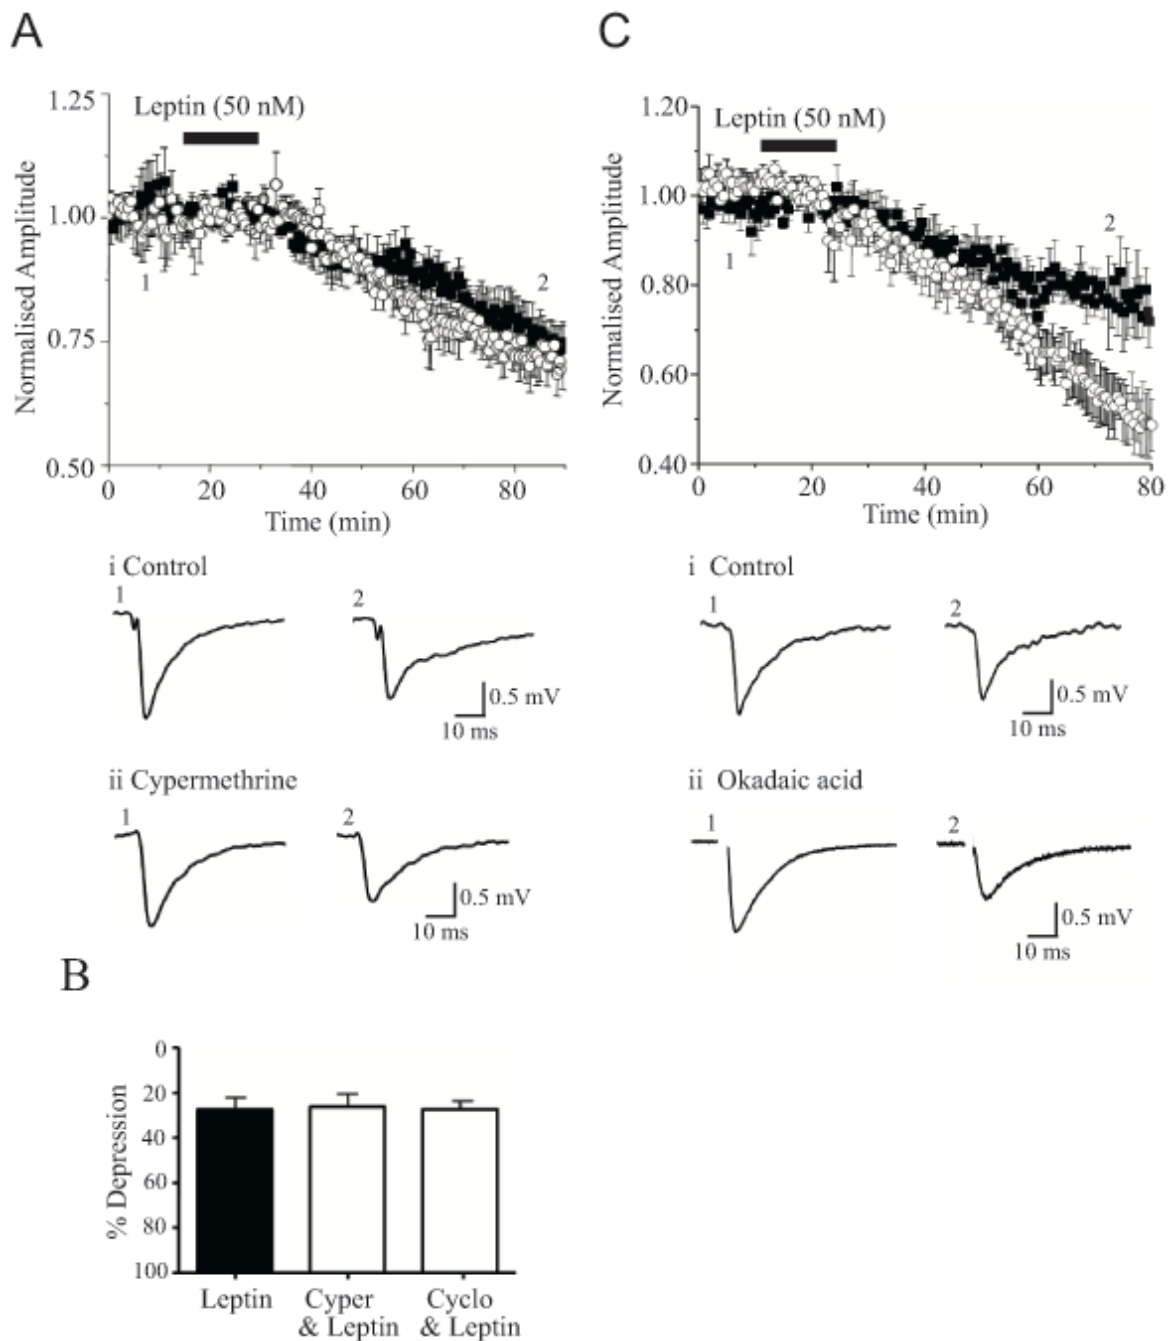 A
1.25
Leptin (50 nM)
1.00
1
2
0.75
0.50
Normalised Amplitude
0
20
40
60
80
Time (min)
i Control
1
2
0.5 mV
10 ms
ii Cypermethrine
1
2
0.5 mV
10 ms
B
0
20
40
60
80
100
% Depression
Leptin
Cyper
& Leptin
Cyclo
& Leptin
C
1.20
Leptin (50 nM)
1.00
2
1
0.80
0.60
0.40
Normalised Amplitude
0
20
40
60
80
Time (min)
i Control
1
2
0.5 mV
10 ms
ii Okadaic acid
1
2
0.5 mV
10 ms